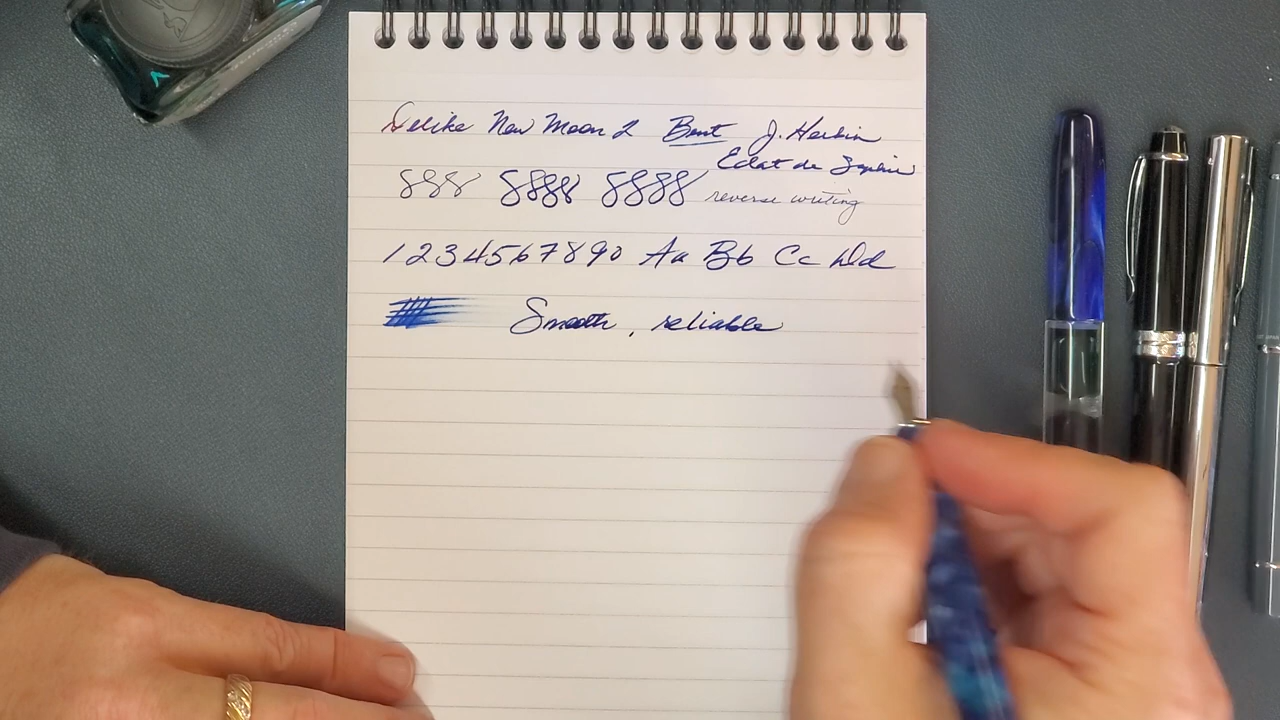 Delike New Moon 2 Bent J. Herbin
Eclat de Saphir
888 8888 8888 reverse writing
1234567890 Aa Bb Cc Dd
Smooth, reliable